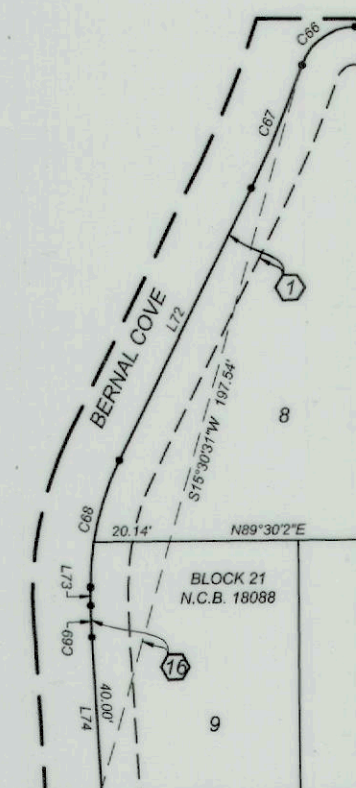 C66
C67
1
L72
BERNAL COVE
S15°30'31"W 197.54'
8
C68
20.14'
N89°30'2"E
L73
BLOCK 21
N.C.B. 18088
C69
16
40.00'
L74
9